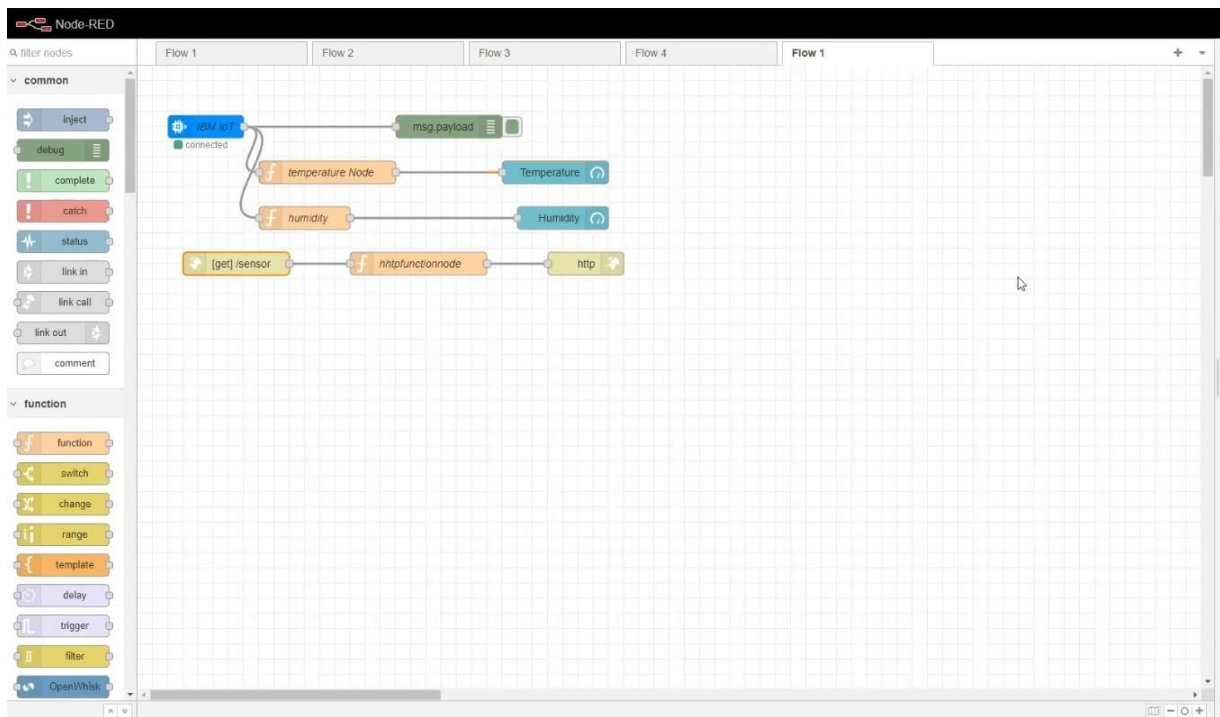 Node-RED
filter nodes
Flow 1
Flow 2
Flow 3
Flow 4
Flow 1
common
inject
debug
complete
catch
status
link in
link call
link out
comment
function
function
switch
change
range
template
delay
trigger
filter
OpenWhisk
IBM IoT
connected
msg.payload
temperature Node
Temperature
humidity
Humidity
[get] /sensor
hhtpfunctionnode
http